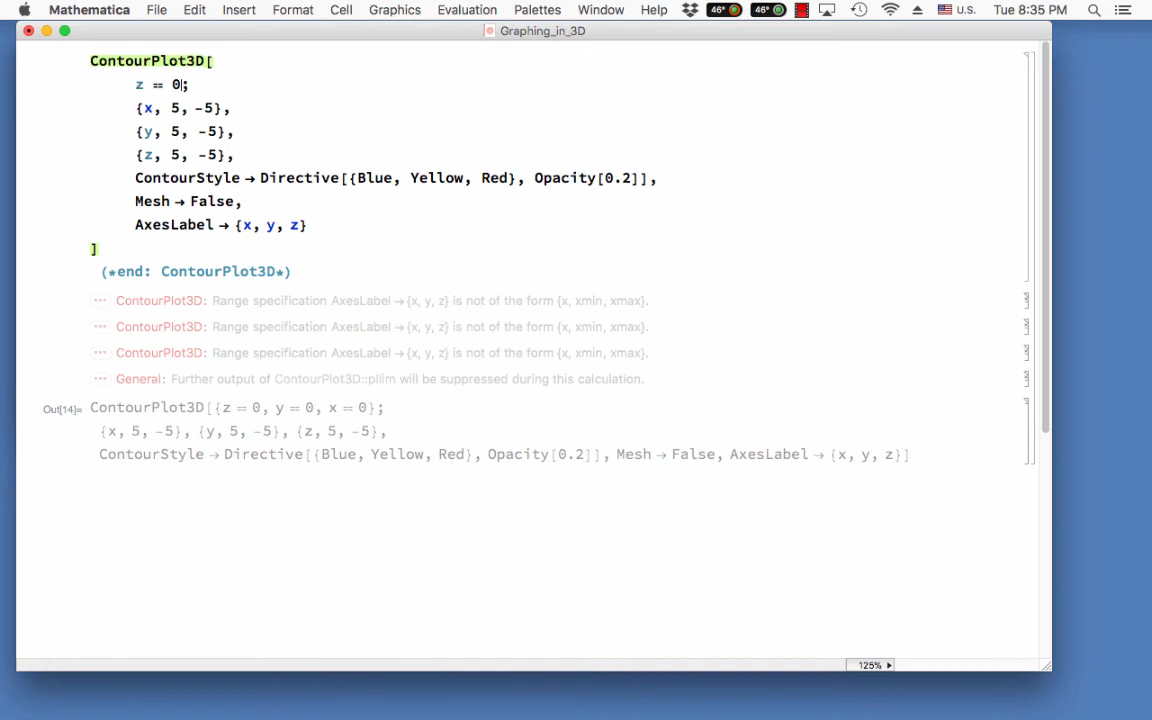 Mathematica File Edit Insert Format Cell Graphics Evaluation Palettes Window Help 46° 46° U.S. Tue 8:35 PM
Graphing_in_3D
ContourPlot3D[
z == 0;
{x, 5, -5},
{y, 5, -5},
{z, 5, -5},
ContourStyle → Directive[{Blue, Yellow, Red}, Opacity[0.2]],
Mesh → False,
AxesLabel → {x, y, z}
]
(*end: ContourPlot3D*)
ContourPlot3D: Range specification AxesLabel → {x, y, z} is not of the form {x, xmin, xmax}.
ContourPlot3D: Range specification AxesLabel → {x, y, z} is not of the form {x, xmin, xmax}.
ContourPlot3D: Range specification AxesLabel → {x, y, z} is not of the form {x, xmin, xmax}.
General: Further output of ContourPlot3D::pllim will be suppressed during this calculation.
Out[14]= ContourPlot3D[{z == 0, y == 0, x == 0};
{x, 5, -5}, {y, 5, -5}, {z, 5, -5},
ContourStyle → Directive[{Blue, Yellow, Red}, Opacity[0.2]], Mesh → False, AxesLabel → {x, y, z}]
125%